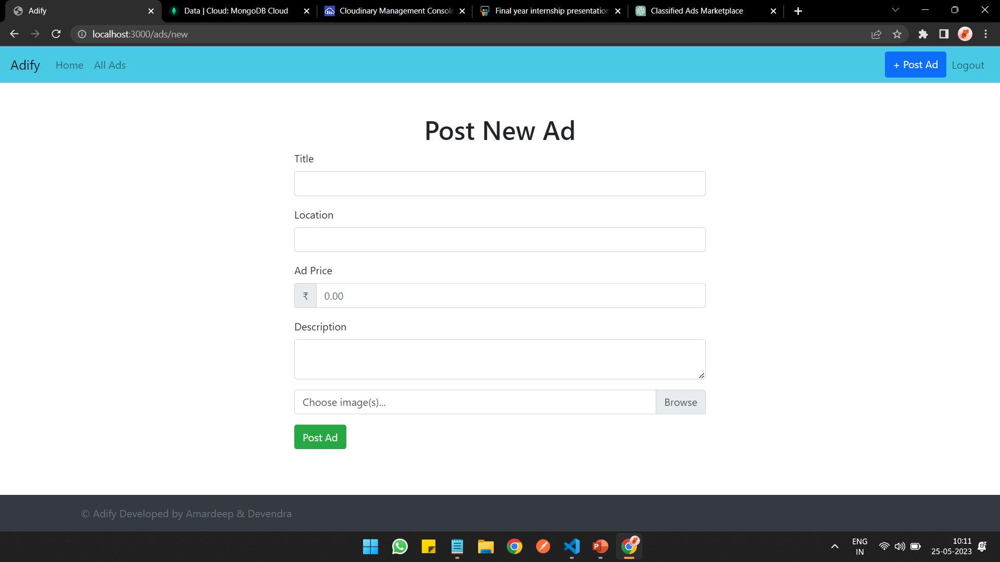 Adify
Data | Cloud: MongoDB Cloud
Cloudinary Management Console
Final year internship presentation
Classified Ads Marketplace
localhost:3000/ads/new
Adify Home All Ads + Post Ad Logout
Post New Ad
Title
Location
Ad Price
₹ 0.00
Description
Choose image(s)... Browse
Post Ad
© Adify Developed by Amardeep & Devendra
ENG
IN
10:11
25-05-2023